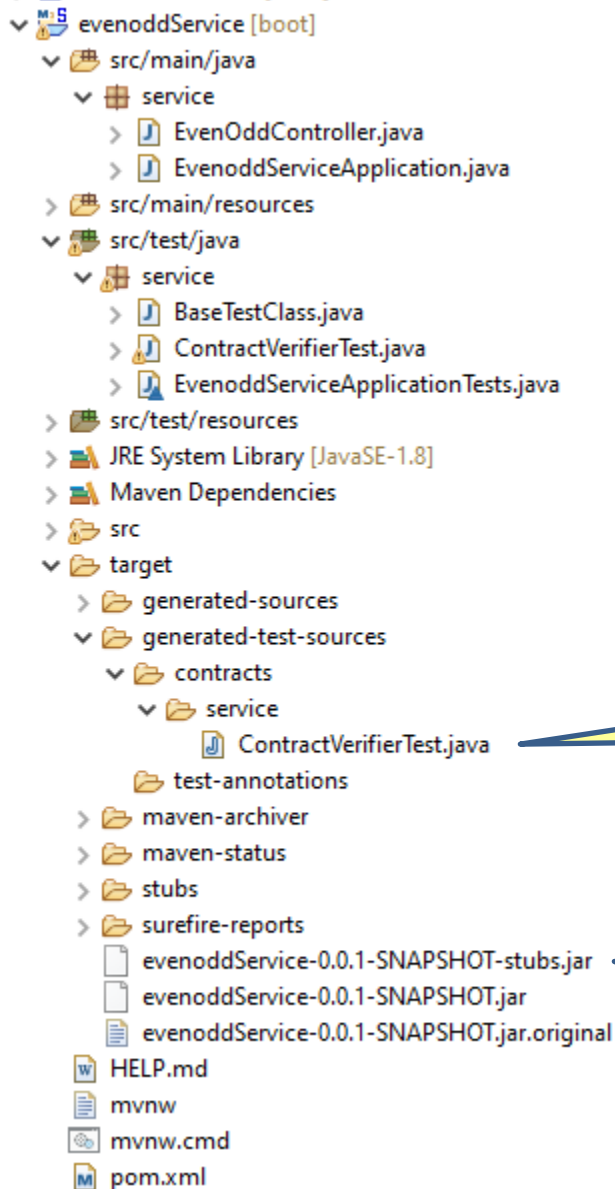 evenoddService [boot]
src/main/java
service
EvenOddController.java
EvenoddServiceApplication.java
src/main/resources
src/test/java
service
BaseTestClass.java
ContractVerifierTest.java
EvenoddServiceApplicationTests.java
src/test/resources
JRE System Library [JavaSE-1.8]
Maven Dependencies
src
target
generated-sources
generated-test-sources
contracts
service
ContractVerifierTest.java
test-annotations
maven-archiver
maven-status
stubs
surefire-reports
evenoddService-0.0.1-SNAPSHOT-stubs.jar
evenoddService-0.0.1-SNAPSHOT.jar
evenoddService-0.0.1-SNAPSHOT.jar.original
HELP.md
mvnw
mvnw.cmd
pom.xml